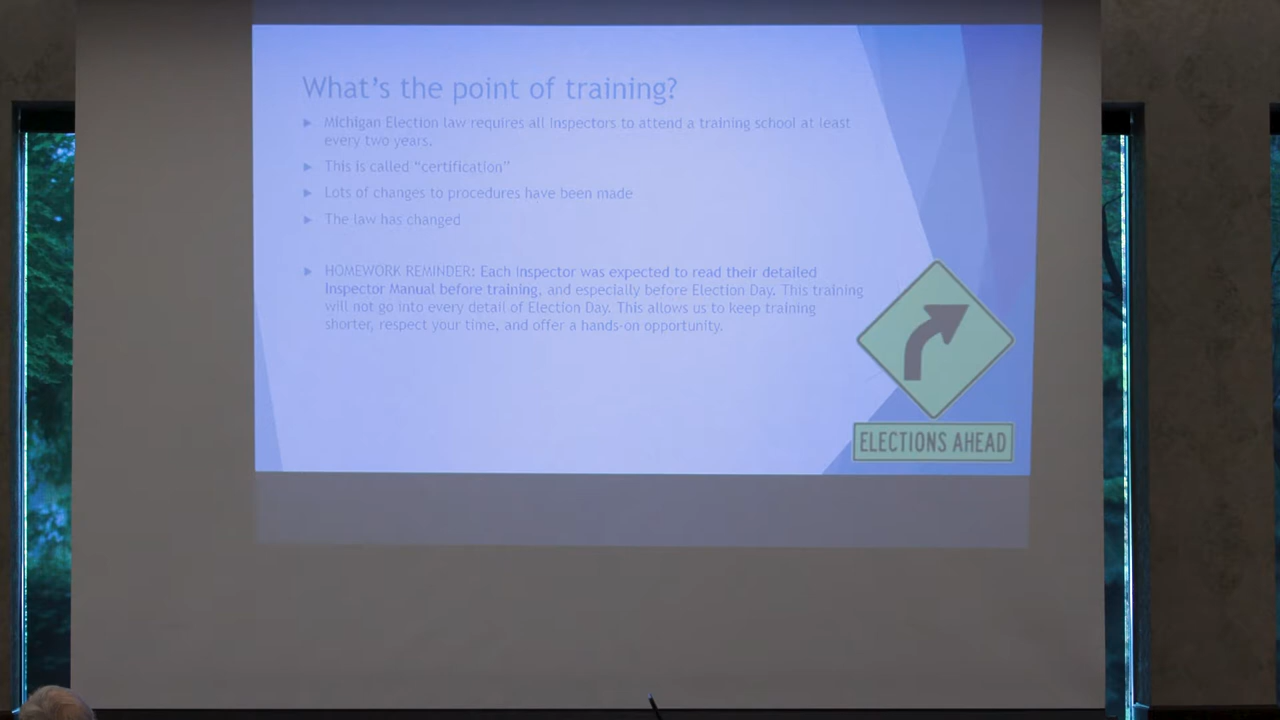 What's the point of training?
Michigan Election law requires all Inspectors to attend a training school at least
every two years.
This is called "certification"
Lots of changes to procedures have been made
The law has changed
HOMEWORK REMINDER: Each inspector was expected to read their detailed
Inspector Manual before training, and especially before Election Day. This training
will not go into every detail of Election Day. This allows us to keep training
shorter, respect your time, and offer a hands-on opportunity.
ELECTIONS AHEAD